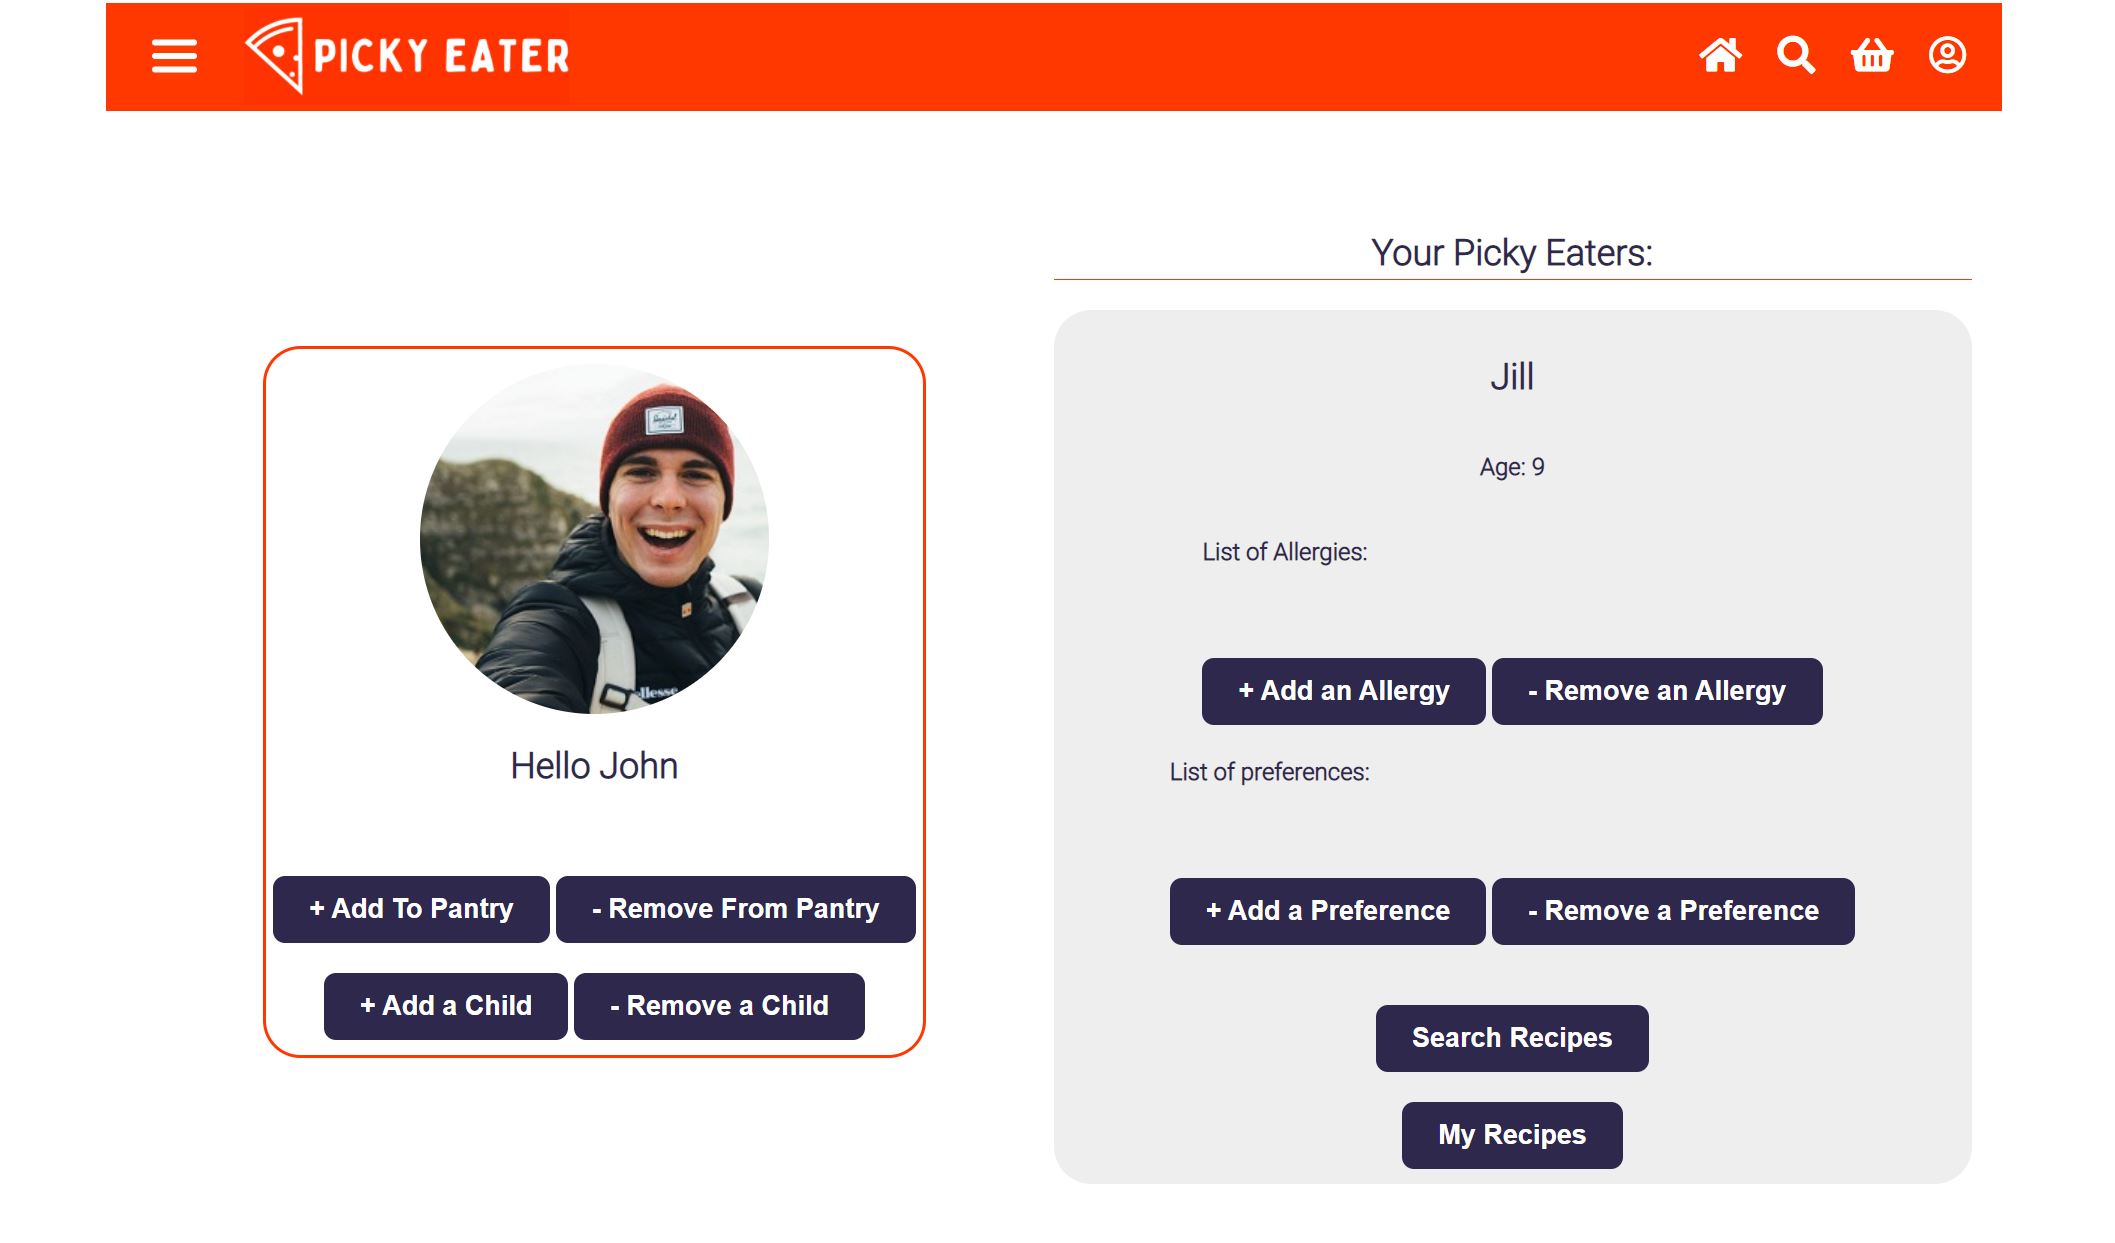 PICKY EATER
Your Picky Eaters:
Hello John
+ Add To Pantry
- Remove From Pantry
+ Add a Child
- Remove a Child
Jill
Age: 9
List of Allergies:
+ Add an Allergy
- Remove an Allergy
List of preferences:
+ Add a Preference
- Remove a Preference
Search Recipes
My Recipes